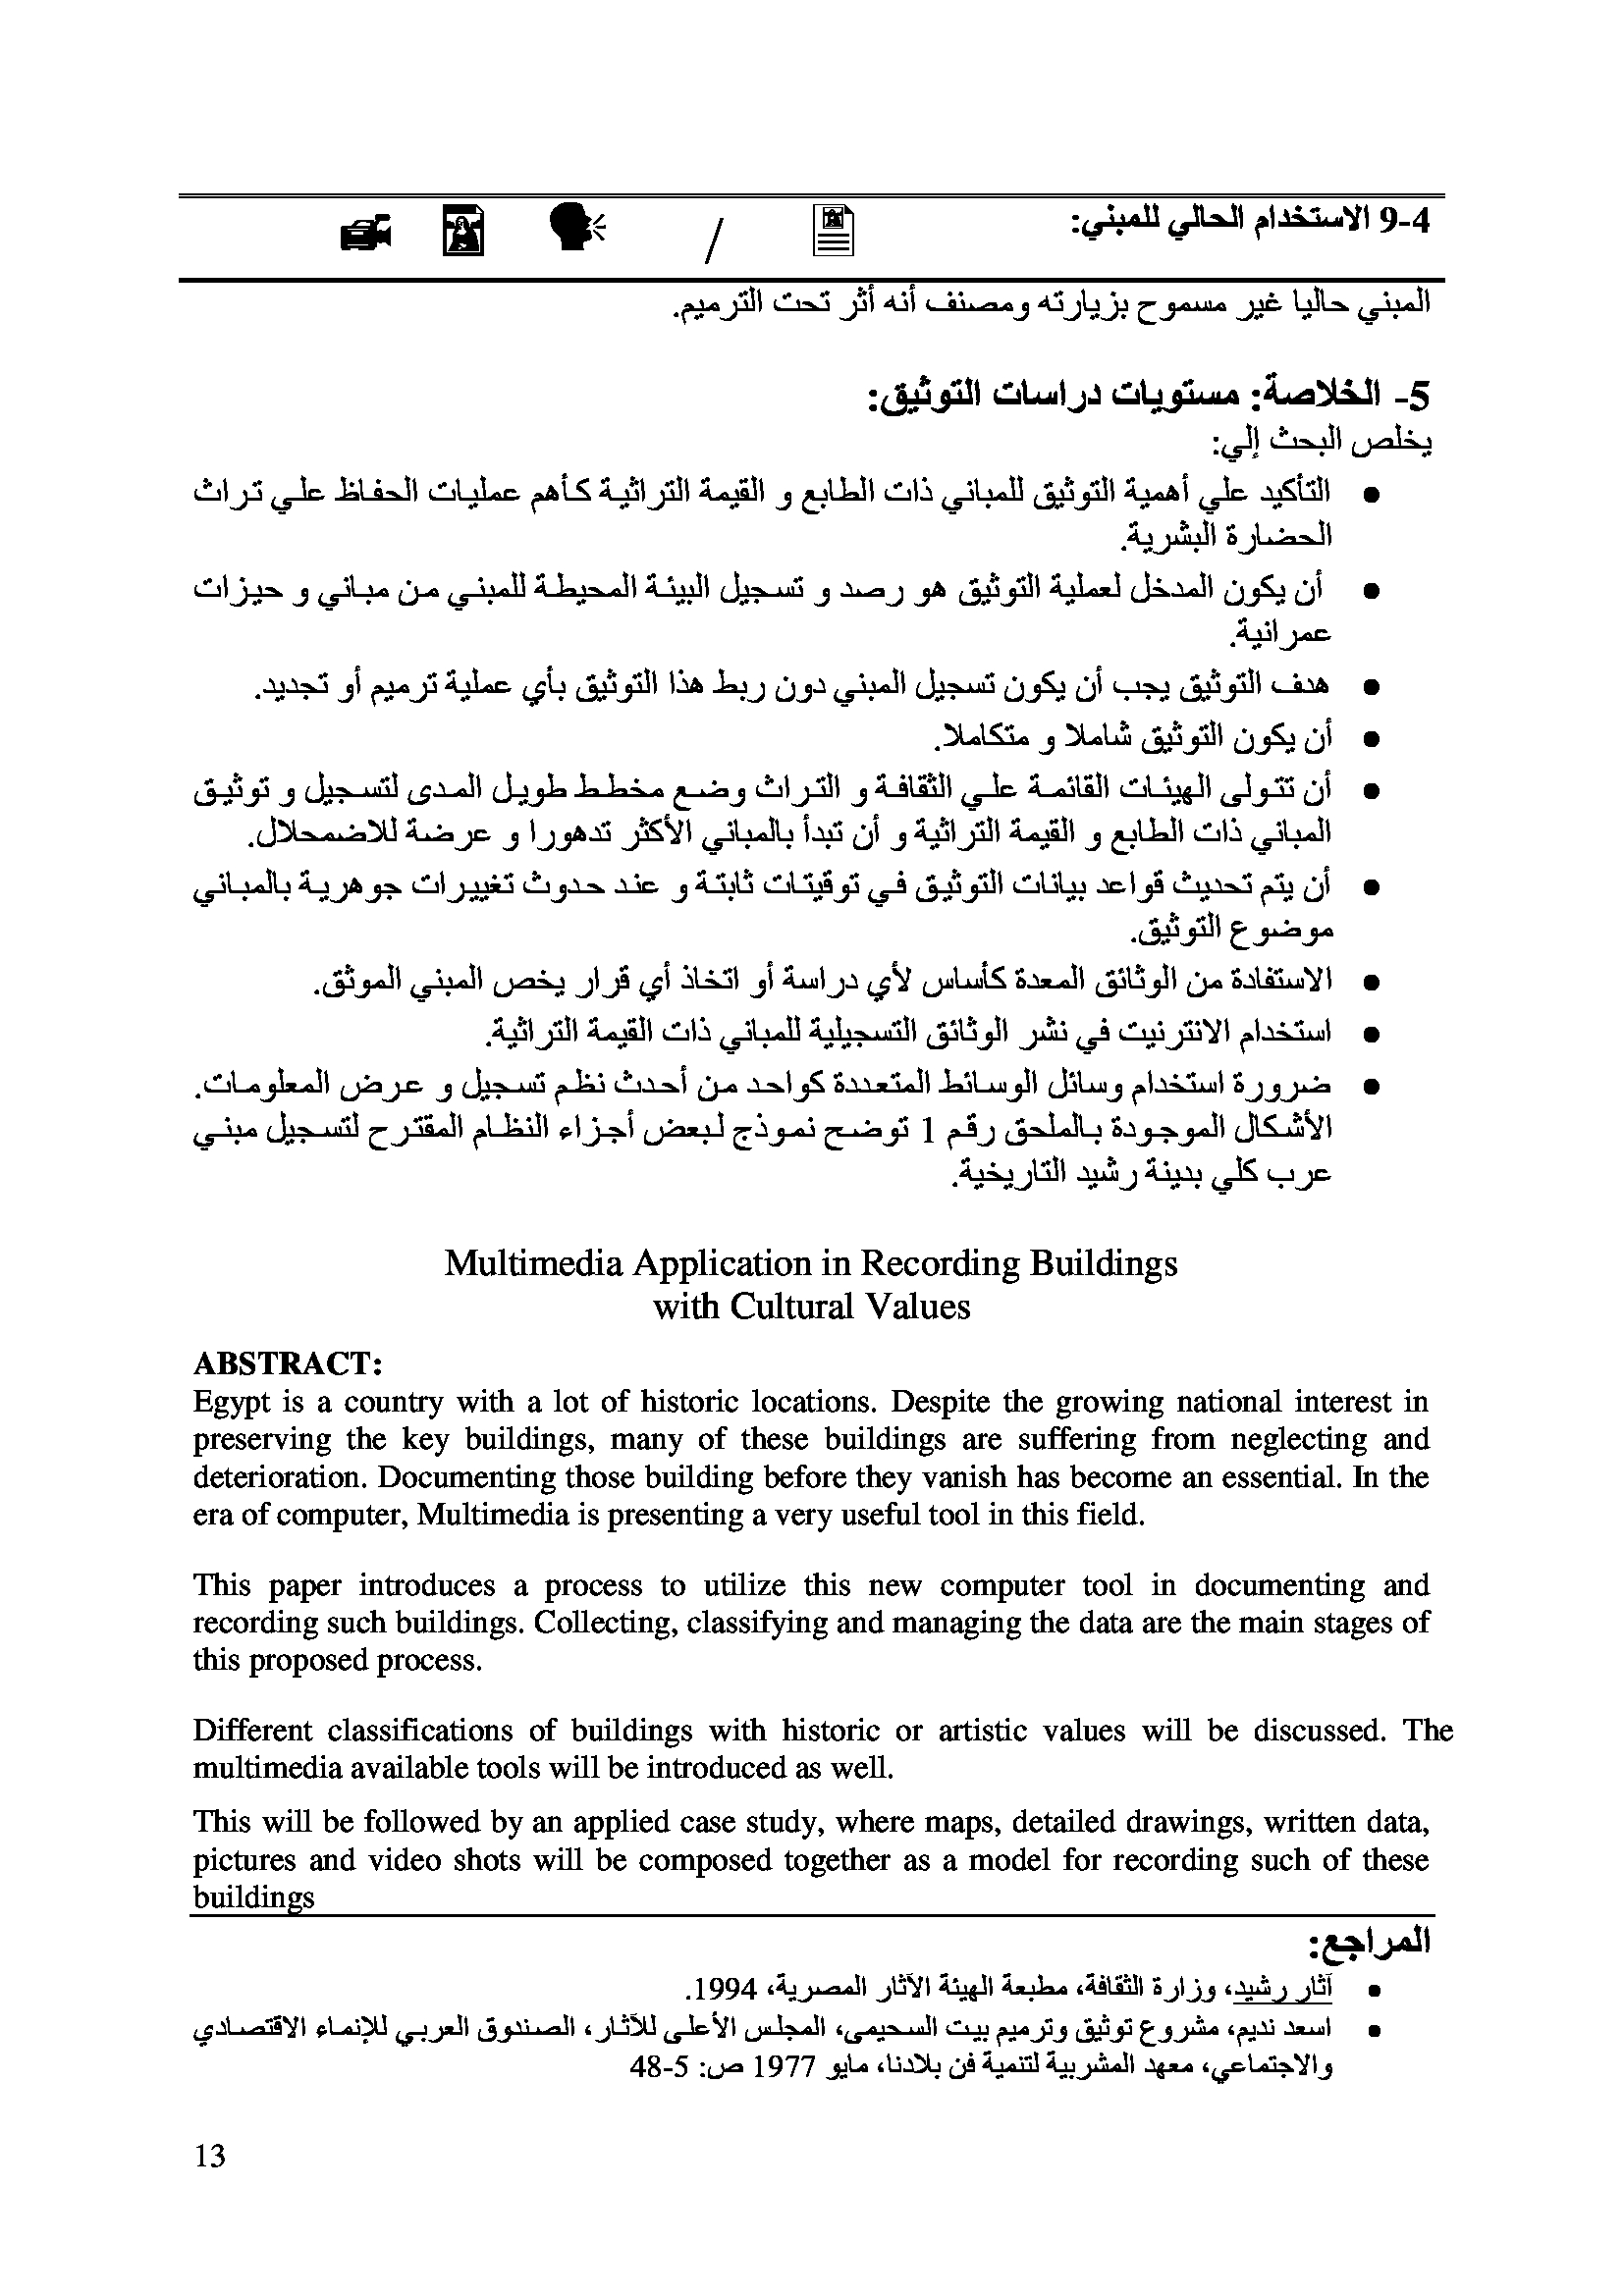 9-4 الاستخدام الحالي للمبني:
/
المبني حاليا غير مسموح بزيارته ومصنف أنه أثر تحت الترميم.
5- الخلاصة: مستويات دراسات التوثيق:
يخلص البحث إلي:
• التأكيد علي أهمية التوثيق للمباني ذات الطابع و القيمة التراثية كأهم عمليات الحفاظ علي تراث
الحضارة البشرية.
• أن يكون المدخل لعملية التوثيق هو رصد و تسجيل البيئة المحيطة للمبني من مباني و حيزات
عمرانية.
• هدف التوثيق يجب أن يكون تسجيل المبني دون ربط هذا التوثيق بأي عملية ترميم أو تجديد.
• أن يكون التوثيق شاملا و متكاملا.
• أن تتولى الهيئات القائمة علي الثقافة و التراث وضع مخطط طويل المدى لتسجيل و توثيق
المباني ذات الطابع و القيمة التراثية و أن تبدأ بالمباني الأكثر تدهورا و عرضة للاضمحلال.
• أن يتم تحديث قواعد بيانات التوثيق في توقيتات ثابتة و عند حدوث تغييرات جوهرية بالمباني
موضوع التوثيق.
• الاستفادة من الوثائق المعدة كأساس لأي دراسة أو اتخاذ أي قرار يخص المبني الموثق.
• استخدام الانترنيت في نشر الوثائق التسجيلية للمباني ذات القيمة التراثية.
• ضرورة استخدام وسائل الوسائط المتعددة كواحد من أحدث نظم تسجيل و عرض المعلومات.
الأشكال الموجودة بالملحق رقم 1 توضح نموذج لبعض أجزاء النظام المقترح لتسجيل مبني
عرب كلي بدينة رشيد التاريخية.
Multimedia Application in Recording Buildings
with Cultural Values
ABSTRACT:
Egypt is a country with a lot of historic locations. Despite the growing national interest in
preserving the key buildings, many of these buildings are suffering from neglecting and
deterioration. Documenting those building before they vanish has become an essential. In the
era of computer, Multimedia is presenting a very useful tool in this field.
This paper introduces a process to utilize this new computer tool in documenting and
recording such buildings. Collecting, classifying and managing the data are the main stages of
this proposed process.
Different classifications of buildings with historic or artistic values will be discussed. The
multimedia available tools will be introduced as well.
This will be followed by an applied case study, where maps, detailed drawings, written data,
pictures and video shots will be composed together as a model for recording such of these
buildings
المراجع:
• آثار رشيد، وزارة الثقافة، مطبعة الهيئة الآثار المصرية، 1994.
• اسعد نديم، مشروع توثيق وترميم بيت السحيمى، المجلس الأعلى للآثار، الصندوق العربي للإنماء الاقتصادي
والاجتماعي، معهد المشربية لتنمية فن بلادنا، مايو 1977 ص: 5-48
13